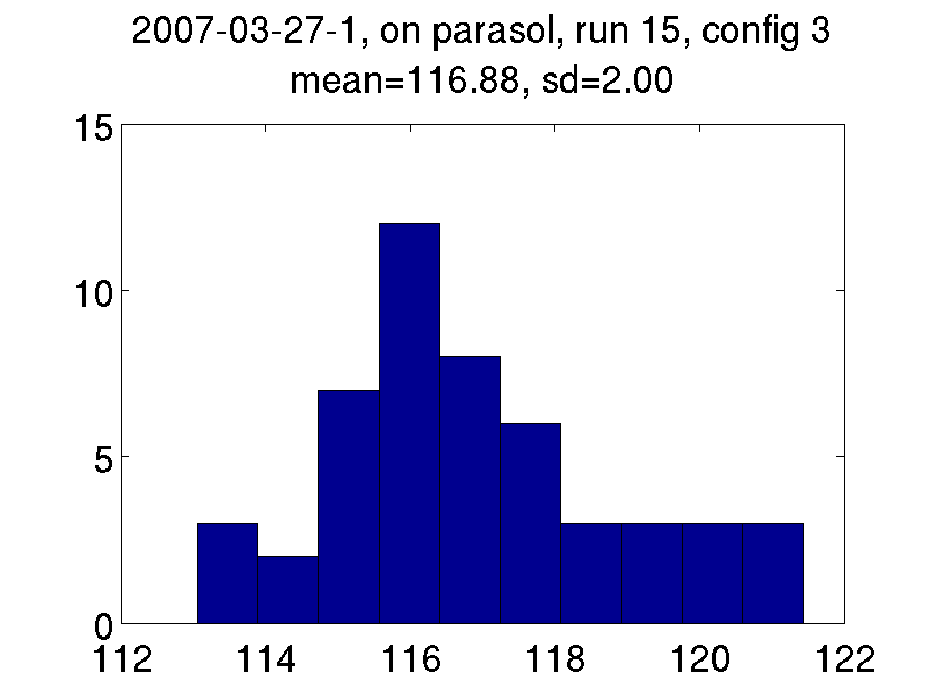 2007-03-27-1, on parasol, run 15, config 3
mean=116.88, sd=2.00
15
10
5
0
112 114 116 118 120 122